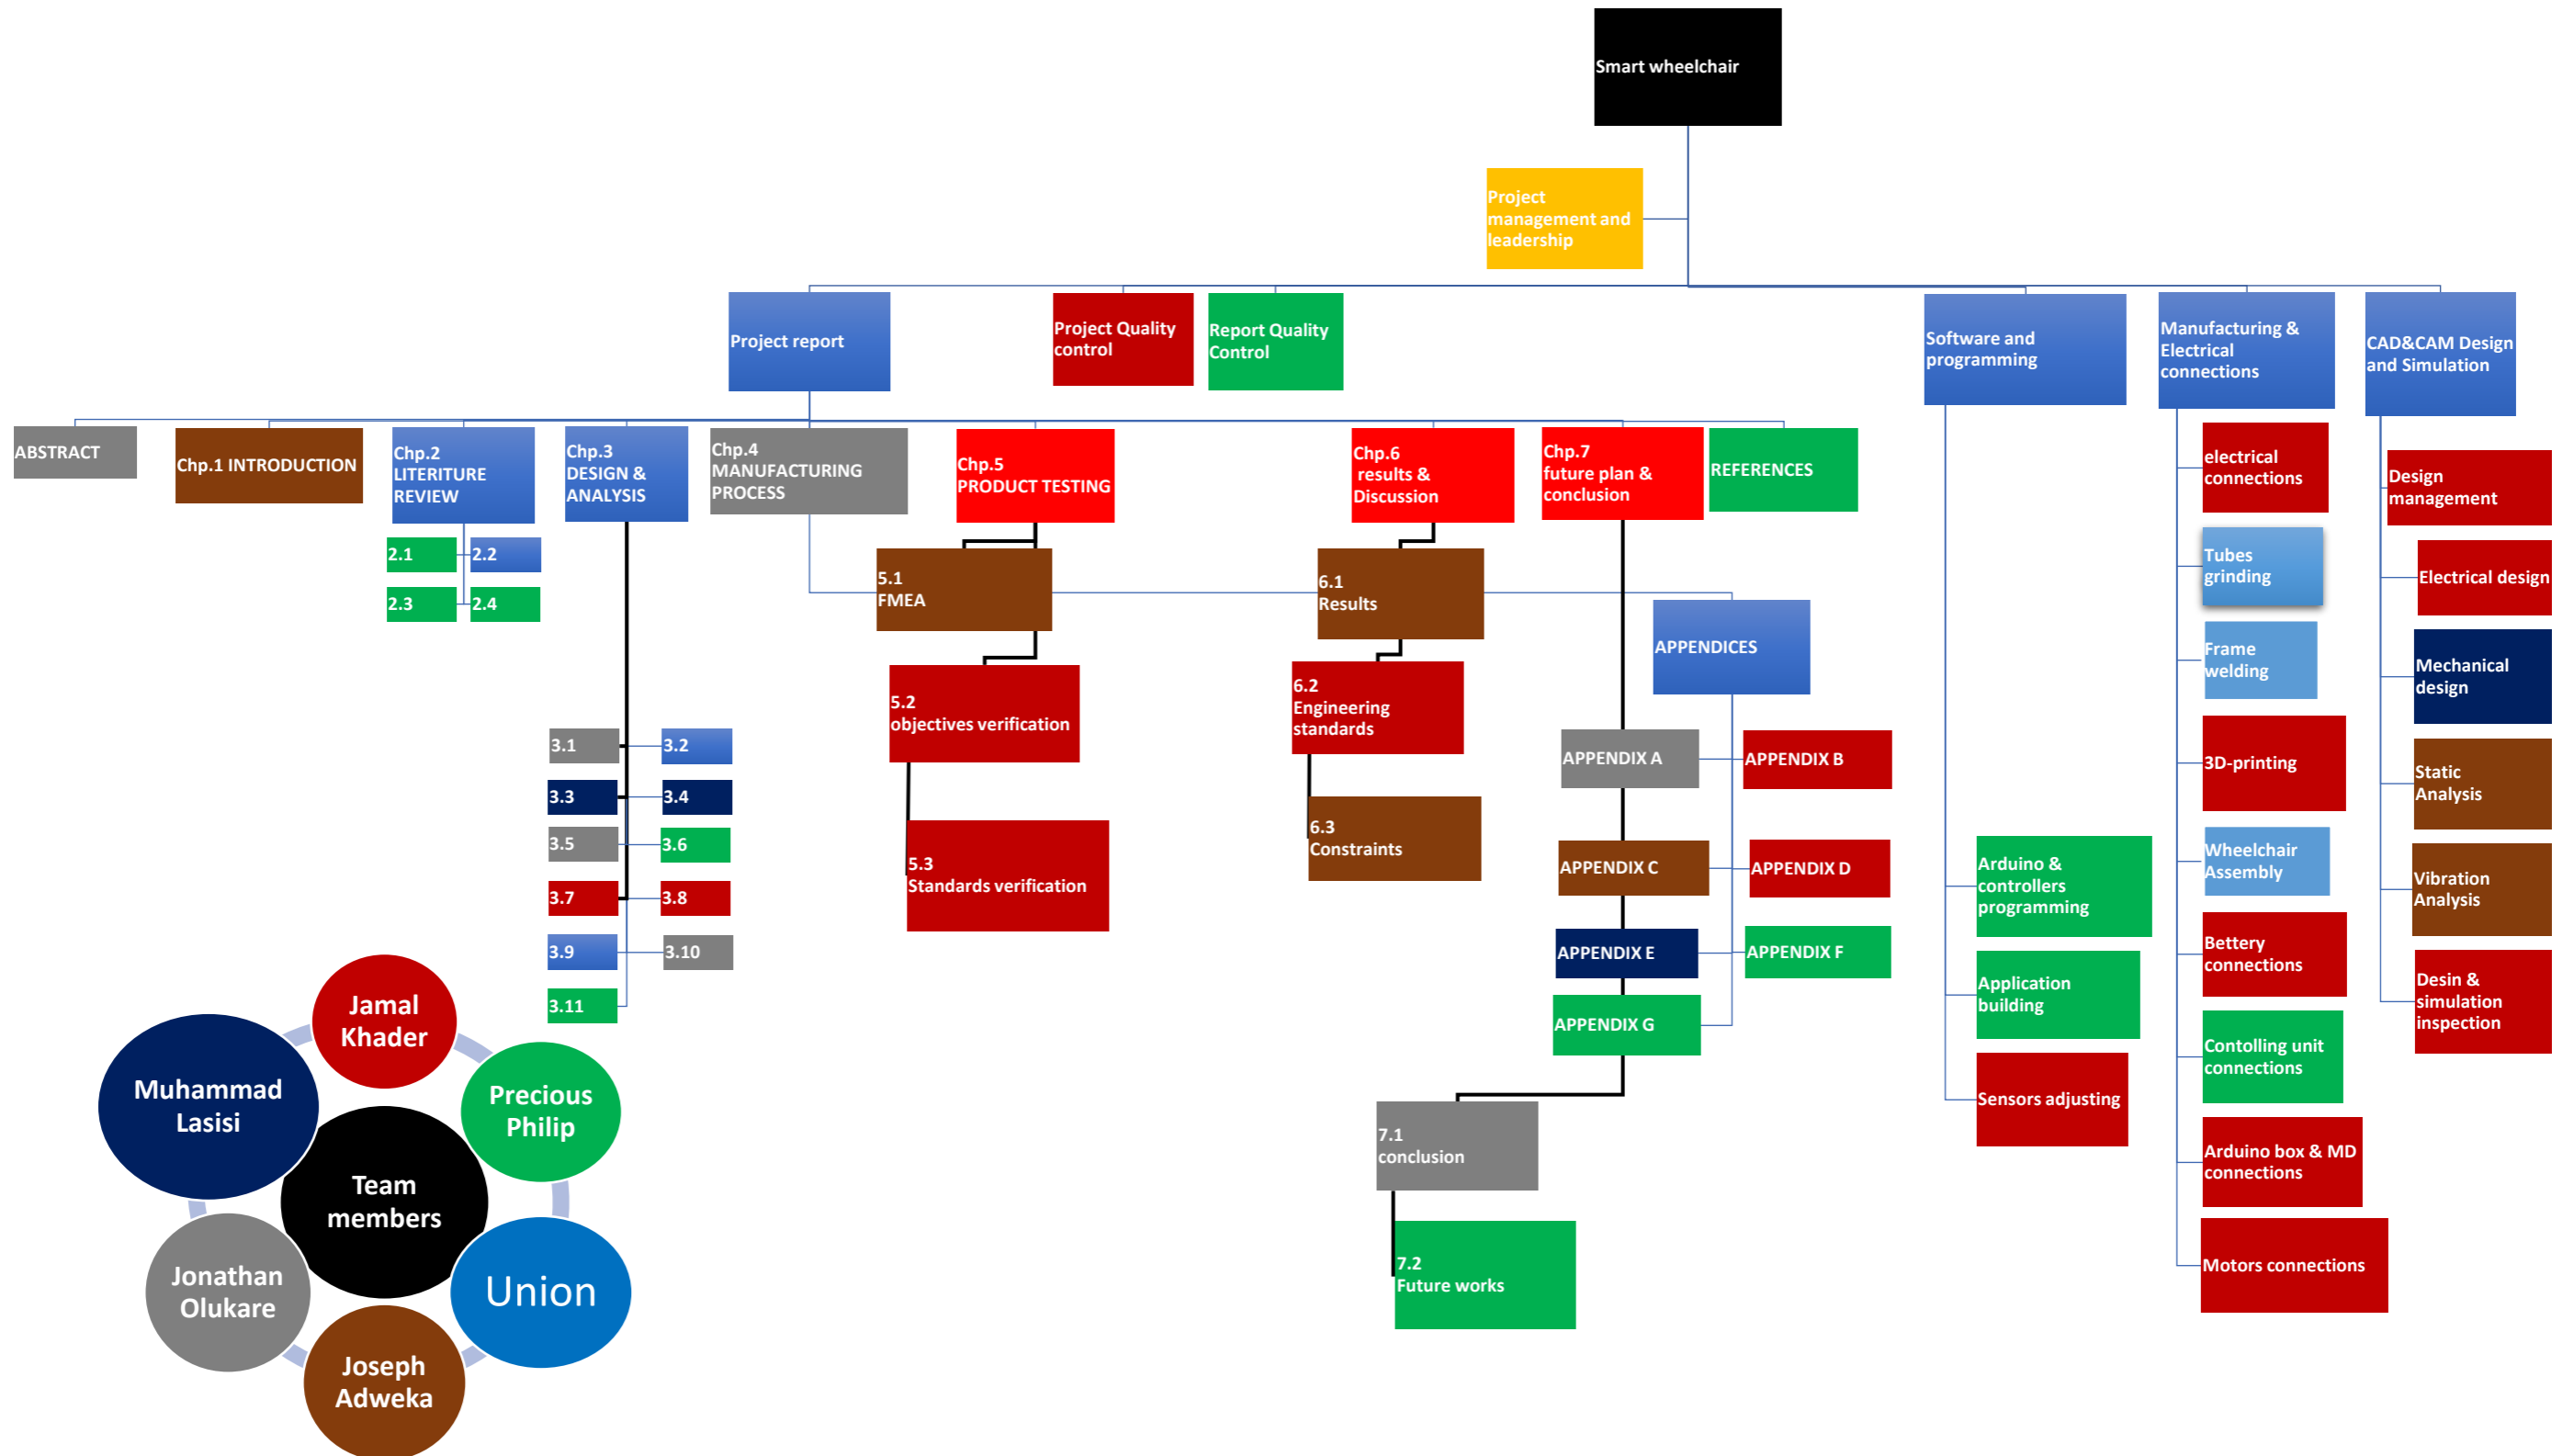 Smart wheelchair
Project
management and
leadership
Project report
Project Quality
control
Report Quality
Control
Software and
programming
Manufacturing &
Electrical
connections
CAD&CAM Design
and Simulation
ABSTRACT
Chp.1 INTRODUCTION
Chp.2
LITERITURE
REVIEW
Chp.3
DESIGN &
ANALYSIS
Chp.4
MANUFACTURING
PROCESS
Chp.5
PRODUCT TESTING
Chp.6
results &
Discussion
Chp.7
future plan &
conclusion
REFERENCES
2.1
2.2
2.3
2.4
3.1
3.2
3.3
3.4
3.5
3.6
3.7
3.8
3.9
3.10
3.11
5.1
FMEA
5.2
objectives verification
5.3
Standards verification
6.1
Results
6.2
Engineering
standards
6.3
Constraints
APPENDICES
APPENDIX A
APPENDIX B
APPENDIX C
APPENDIX D
APPENDIX E
APPENDIX F
APPENDIX G
7.1
conclusion
7.2
Future works
Arduino &
controllers
programming
Application
building
Sensors adjusting
electrical
connections
Tubes
grinding
Frame
welding
3D-printing
Wheelchair
Assembly
Bettery
connections
Contolling unit
connections
Arduino box & MD
connections
Motors connections
Design
management
Electrical design
Mechanical
design
Static
Analysis
Vibration
Analysis
Desin &
simulation
inspection
Team
members
Jamal
Khader
Precious
Philip
Union
Joseph
Adweka
Jonathan
Olukare
Muhammad
Lasisi